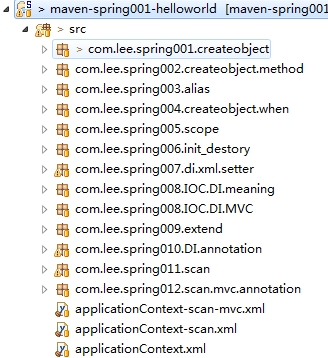 > maven-spring001-helloworld [maven-spring001
> src
> com.lee.spring001.createobject
com.lee.spring002.createobject.method
com.lee.spring003.alias
com.lee.spring004.createobject.when
com.lee.spring005.scope
com.lee.spring006.init_destory
com.lee.spring007.di.xml.setter
com.lee.spring008.IOC.DI.meaning
com.lee.spring008.IOC.DI.MVC
com.lee.spring009.extend
com.lee.spring010.DI.annotation
com.lee.spring011.scan
com.lee.spring012.scan.mvc.annotation
applicationContext-scan-mvc.xml
applicationContext-scan.xml
applicationContext.xml